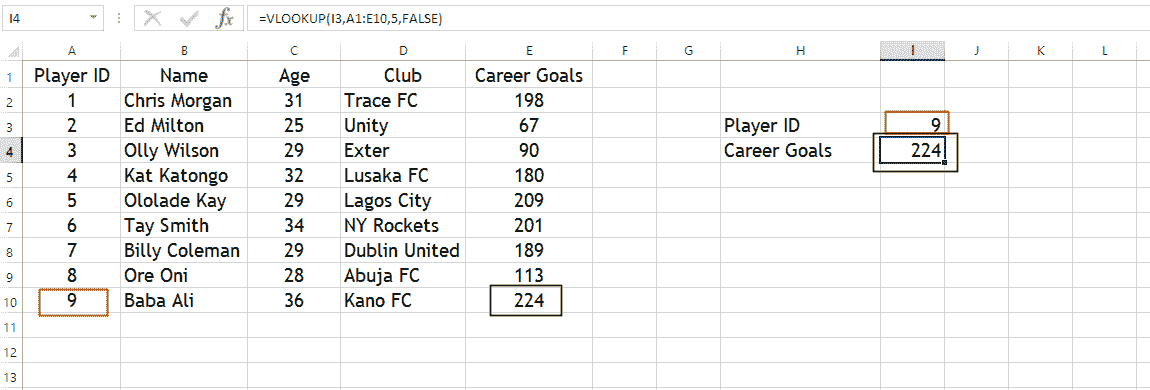 I4 =VLOOKUP(I3,A1:E10,5,FALSE)
A B C D E F G H I J K L
1 Player ID Name Age Club Career Goals
2 1 Chris Morgan 31 Trace FC 198
3 2 Ed Milton 25 Unity 67 Player ID 9
4 3 Olly Wilson 29 Exter 90 Career Goals 224
5 4 Kat Katongo 32 Lusaka FC 180
6 5 Ololade Kay 29 Lagos City 209
7 6 Tay Smith 34 NY Rockets 201
8 7 Billy Coleman 29 Dublin United 189
9 8 Ore Oni 28 Abuja FC 113
10 9 Baba Ali 36 Kano FC 224
11
12
13